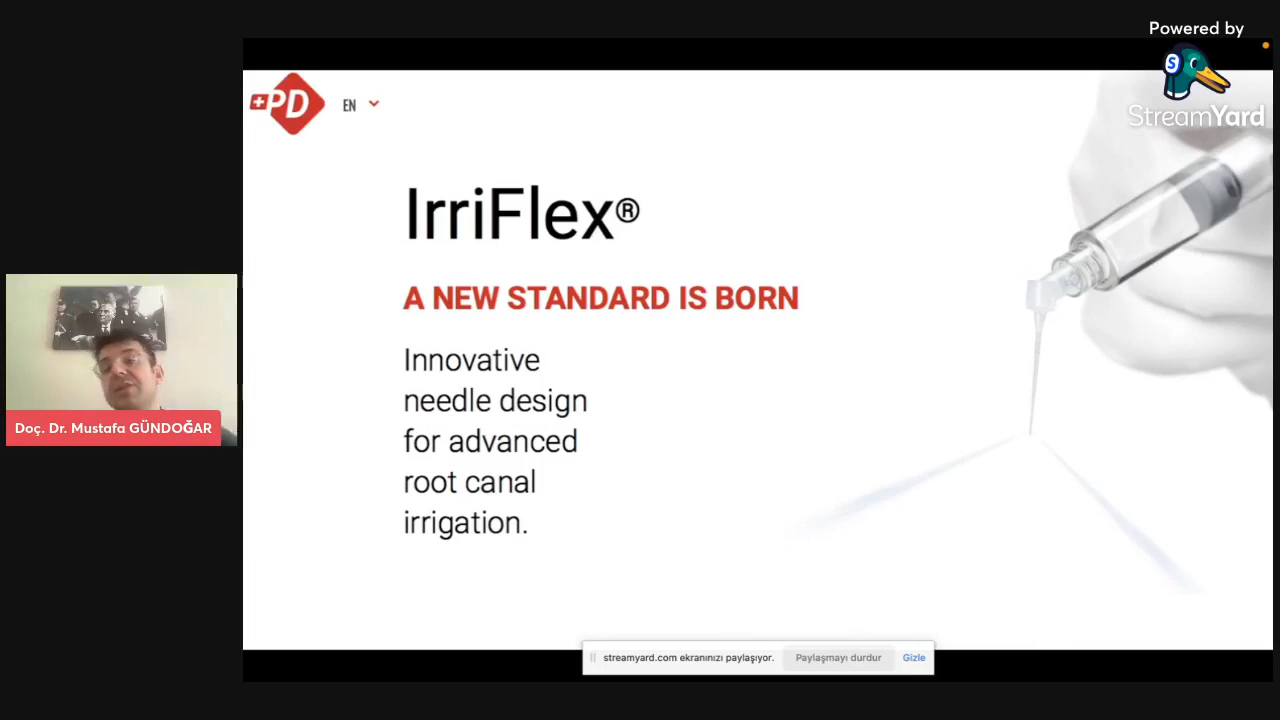 Powered by
StreamYard
PD
EN
IrriFlex®
A NEW STANDARD IS BORN
Innovative
needle design
for advanced
root canal
irrigation.
Doç. Dr. Mustafa GÜNDOĞAR
streamyard.com ekranınızı paylaşıyor. Paylaşmayı durdur Gizle